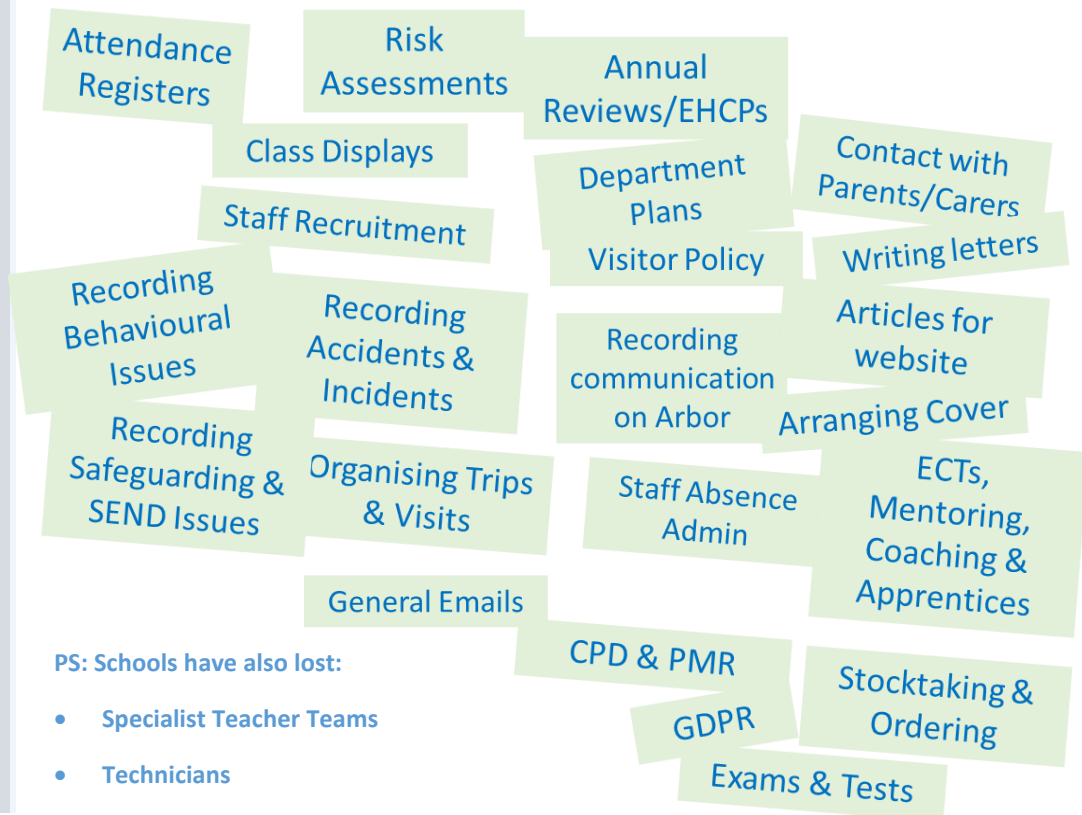 Attendance
Registers
Risk
Assessments
Annual
Reviews/EHCPs
Class Displays
Department
Plans
Contact with
Parents/Carers
Staff Recruitment
Visitor Policy
Writing letters
Recording
Behavioural
Issues
Recording
Accidents &
Incidents
Recording
communication
on Arbor
Articles for
website
Arranging Cover
Recording
Safeguarding &
SEND Issues
Organising Trips
& Visits
Staff Absence
Admin
ECTs,
Mentoring,
Coaching &
Apprentices
General Emails
CPD & PMR
Stocktaking &
Ordering
GDPR
Exams & Tests
PS: Schools have also lost:
• Specialist Teacher Teams
• Technicians